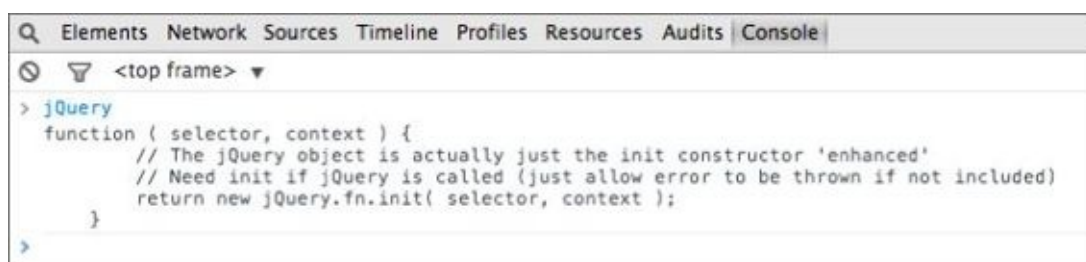 Elements Network Sources Timeline Profiles Resources Audits Console
<top frame> ▼
> jQuery
function ( selector, context ) {
// The jQuery object is actually just the init constructor 'enhanced'
// Need init if jQuery is called (just allow error to be thrown if not included)
return new jQuery.fn.init( selector, context );
}
>